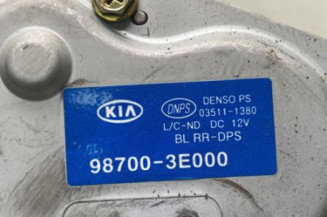 KIA DNPS DENSO PS
03511-1380
L/C-ND DC 12V
BL RR-DPS
98700-3E000